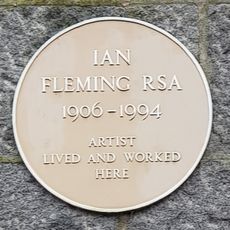 IAN
FLEMING RSA
1906-1994
ARTIST
LIVED AND WORKED
HERE